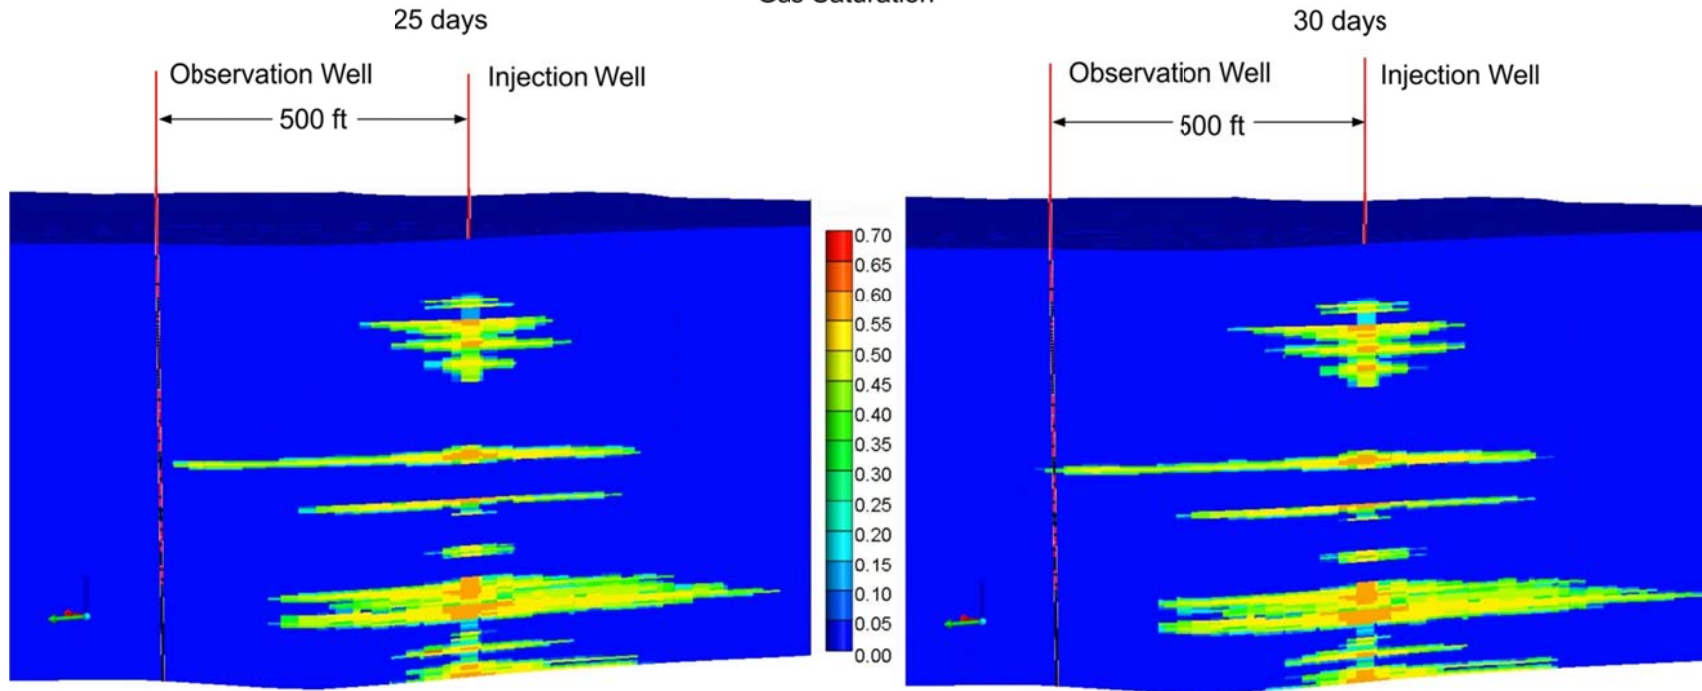 Gas Saturation
25 days
30 days
Observation Well
Injection Well
500 ft
Observation Well
Injection Well
500 ft
0.70
0.65
0.60
0.55
0.50
0.45
0.40
0.35
0.30
0.25
0.20
0.15
0.10
0.05
0.00